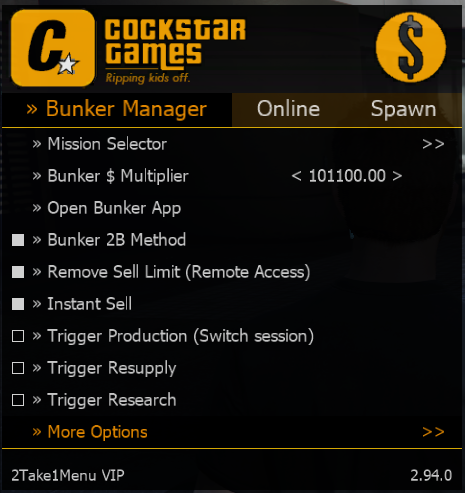 COCKSTAR
GAMES
Ripping kids off.
C
$
» Bunker Manager Online Spawn
» Mission Selector >>
» Bunker $ Multiplier < 101100.00 >
» Open Bunker App
» Bunker 2B Method
» Remove Sell Limit (Remote Access)
» Instant Sell
» Trigger Production (Switch session)
» Trigger Resupply
» Trigger Research
» More Options >>
2Take1Menu VIP 2.94.0